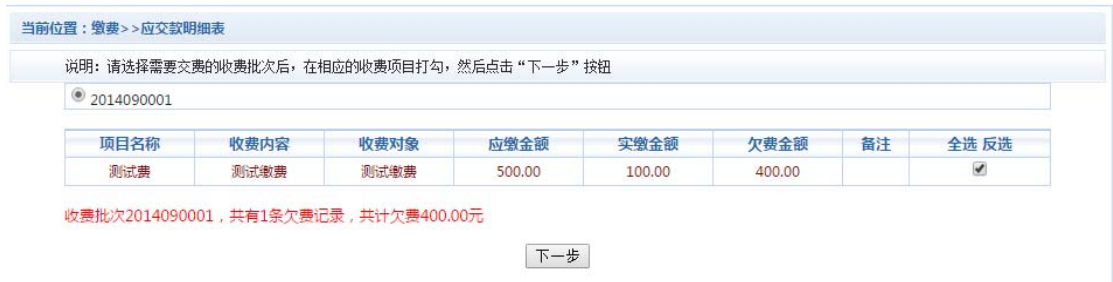 当前位置：缴费>>应交款明细表
说明：请选择需要交费的收费批次后，在相应的收费项目打勾，然后点击“下一步”按钮
2014090001
项目名称 收费内容 收费对象 应缴金额 实缴金额 欠费金额 备注 全选 反选
测试费 测试缴费 测试缴费 500.00 100.00 400.00
收费批次2014090001，共有1条欠费记录，共计欠费400.00元
下一步